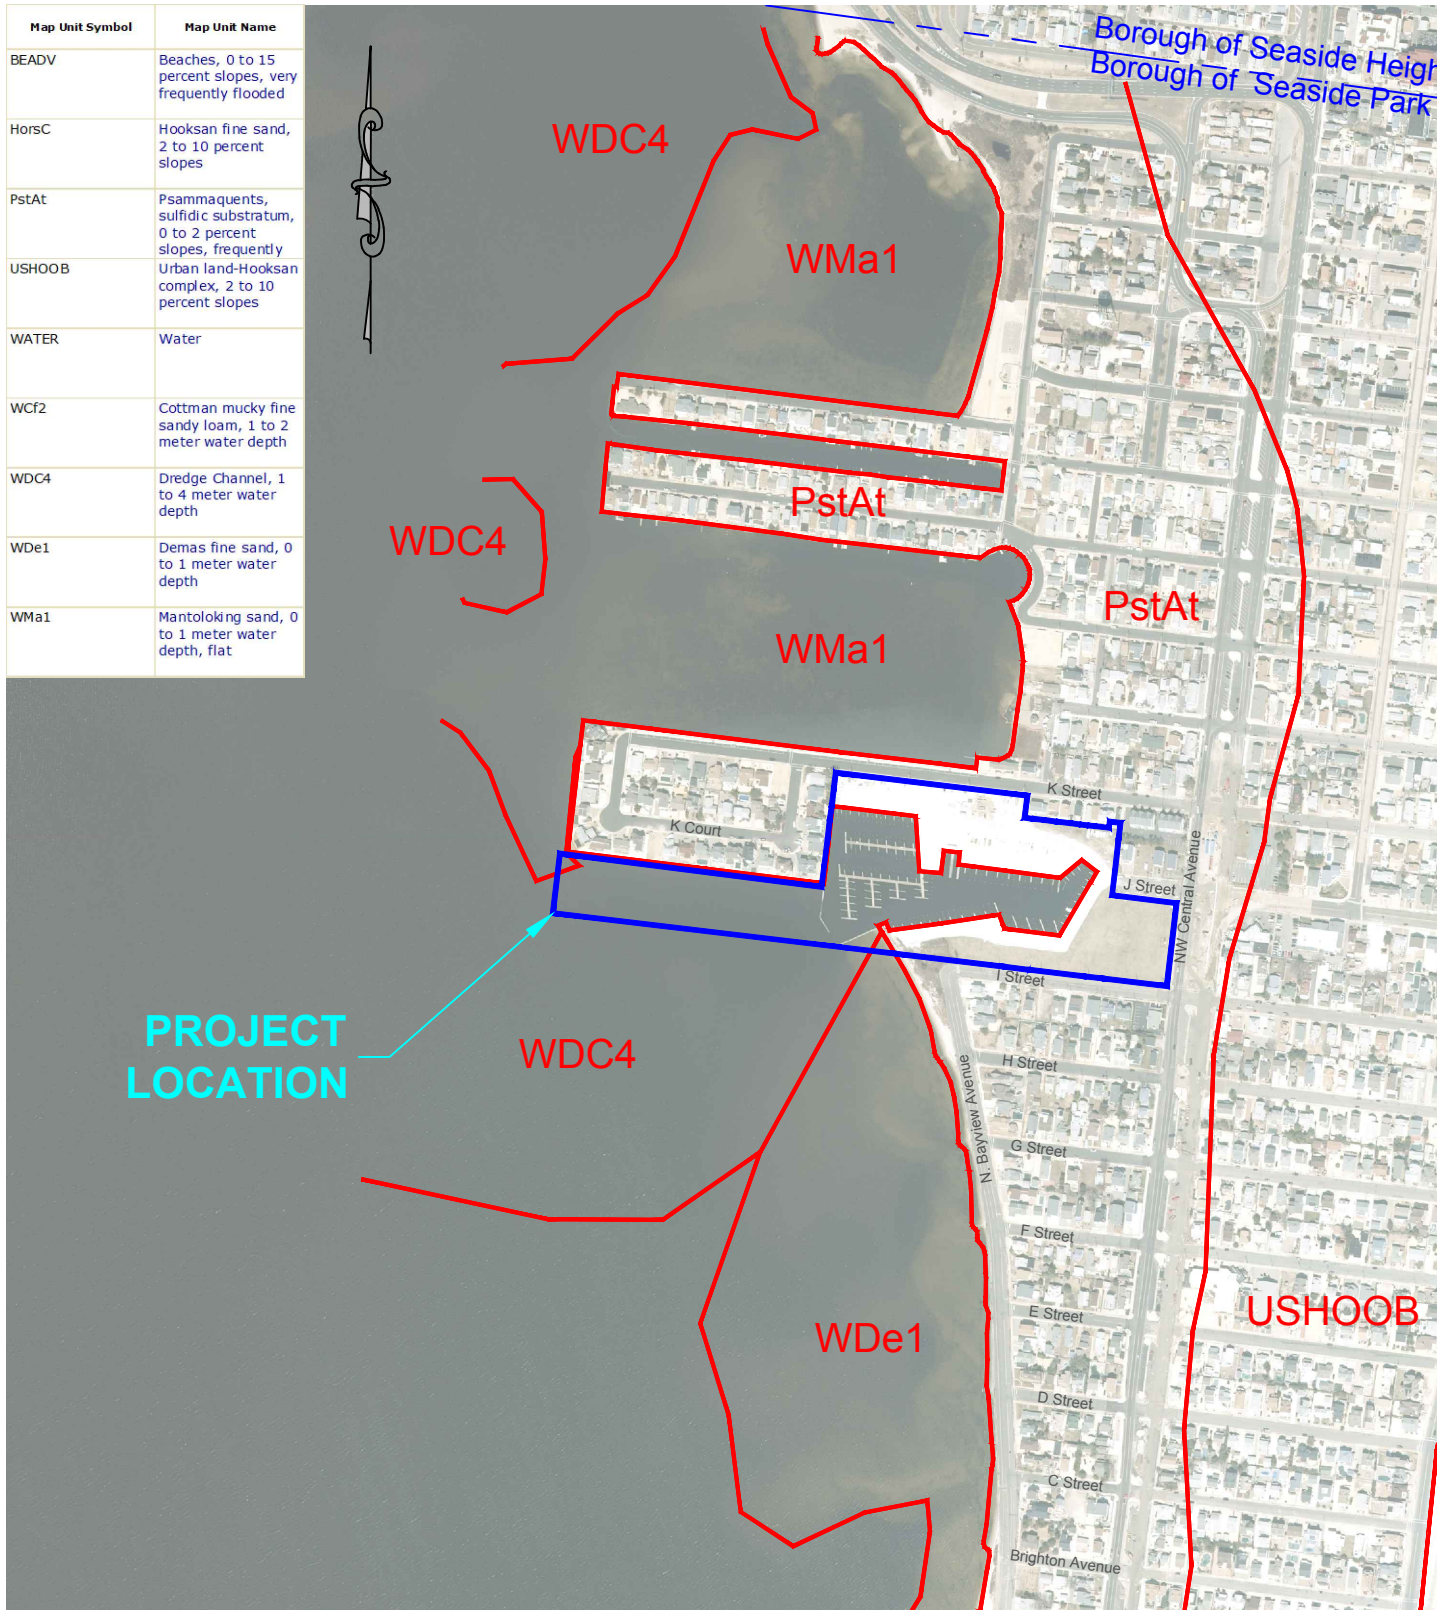 Map Unit Symbol Map Unit Name
BEADV Beaches, 0 to 15
percent slopes, very
frequently flooded
HorsC Hooksan fine sand,
2 to 10 percent
slopes
PstAt Psammaquents,
sulfidic substratum,
0 to 2 percent
slopes, frequently
USHOOB Urban land-Hooksan
complex, 2 to 10
percent slopes
WATER Water
WCf2 Cottman mucky fine
sandy loam, 1 to 2
meter water depth
WDC4 Dredge Channel, 1
to 4 meter water
depth
WDe1 Demas fine sand, 0
to 1 meter water
depth
WMa1 Mantoloking sand, 0
to 1 meter water
depth, flat
Borough of Seaside Heigh
Borough of Seaside Park
WDC4
WMa1
PstAt
WDC4
PstAt
WMa1
K Street
K Court
J Street
NW Central Avenue
I Street
PROJECT
LOCATION
WDC4
H Street
N. Bayview Avenue
G Street
F Street
E Street
USHOOB
WDe1
D Street
C Street
Brighton Avenue